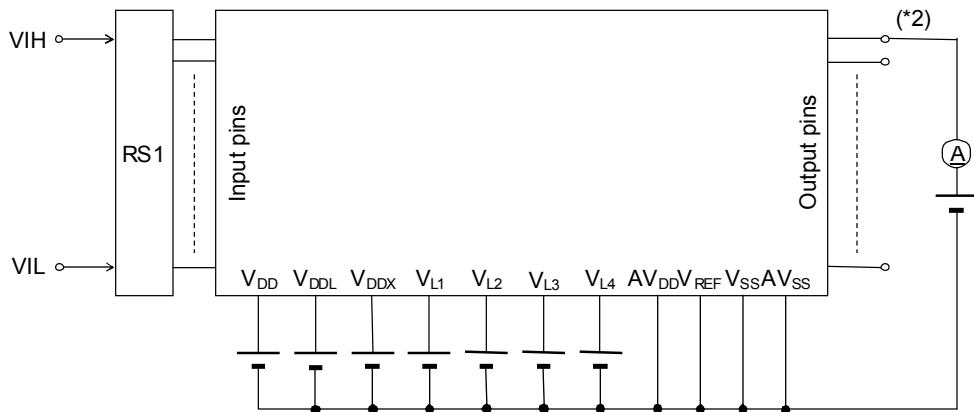 VIH
(*2)
RS1
Input pins
Output pins
A
VIL
VDD VDDL VDDX VL1 VL2 VL3 VL4 AVDD VREF VSS AVSS